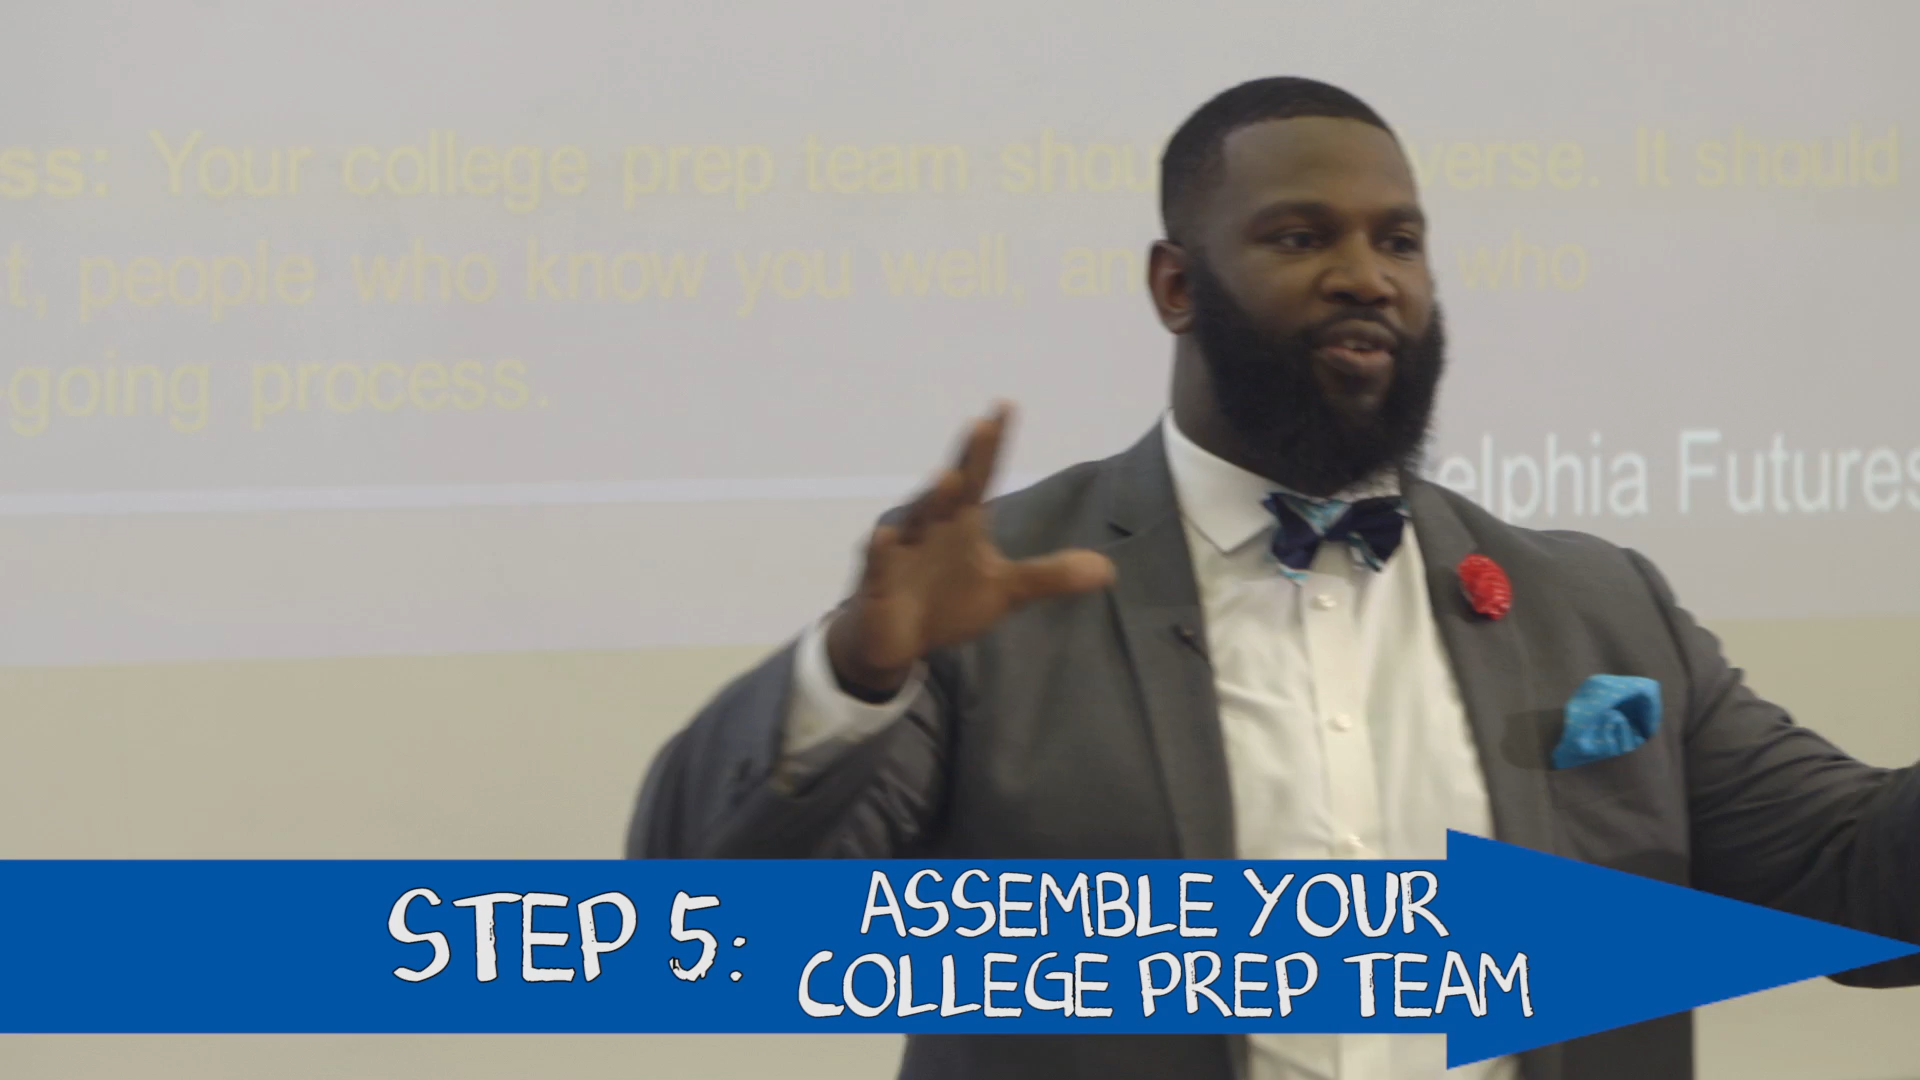 ss: Your college prep team shou verse. It should
t, people who know you well, an who
-going process.
elphia Futures
STEP 5: ASSEMBLE YOUR
COLLEGE PREP TEAM